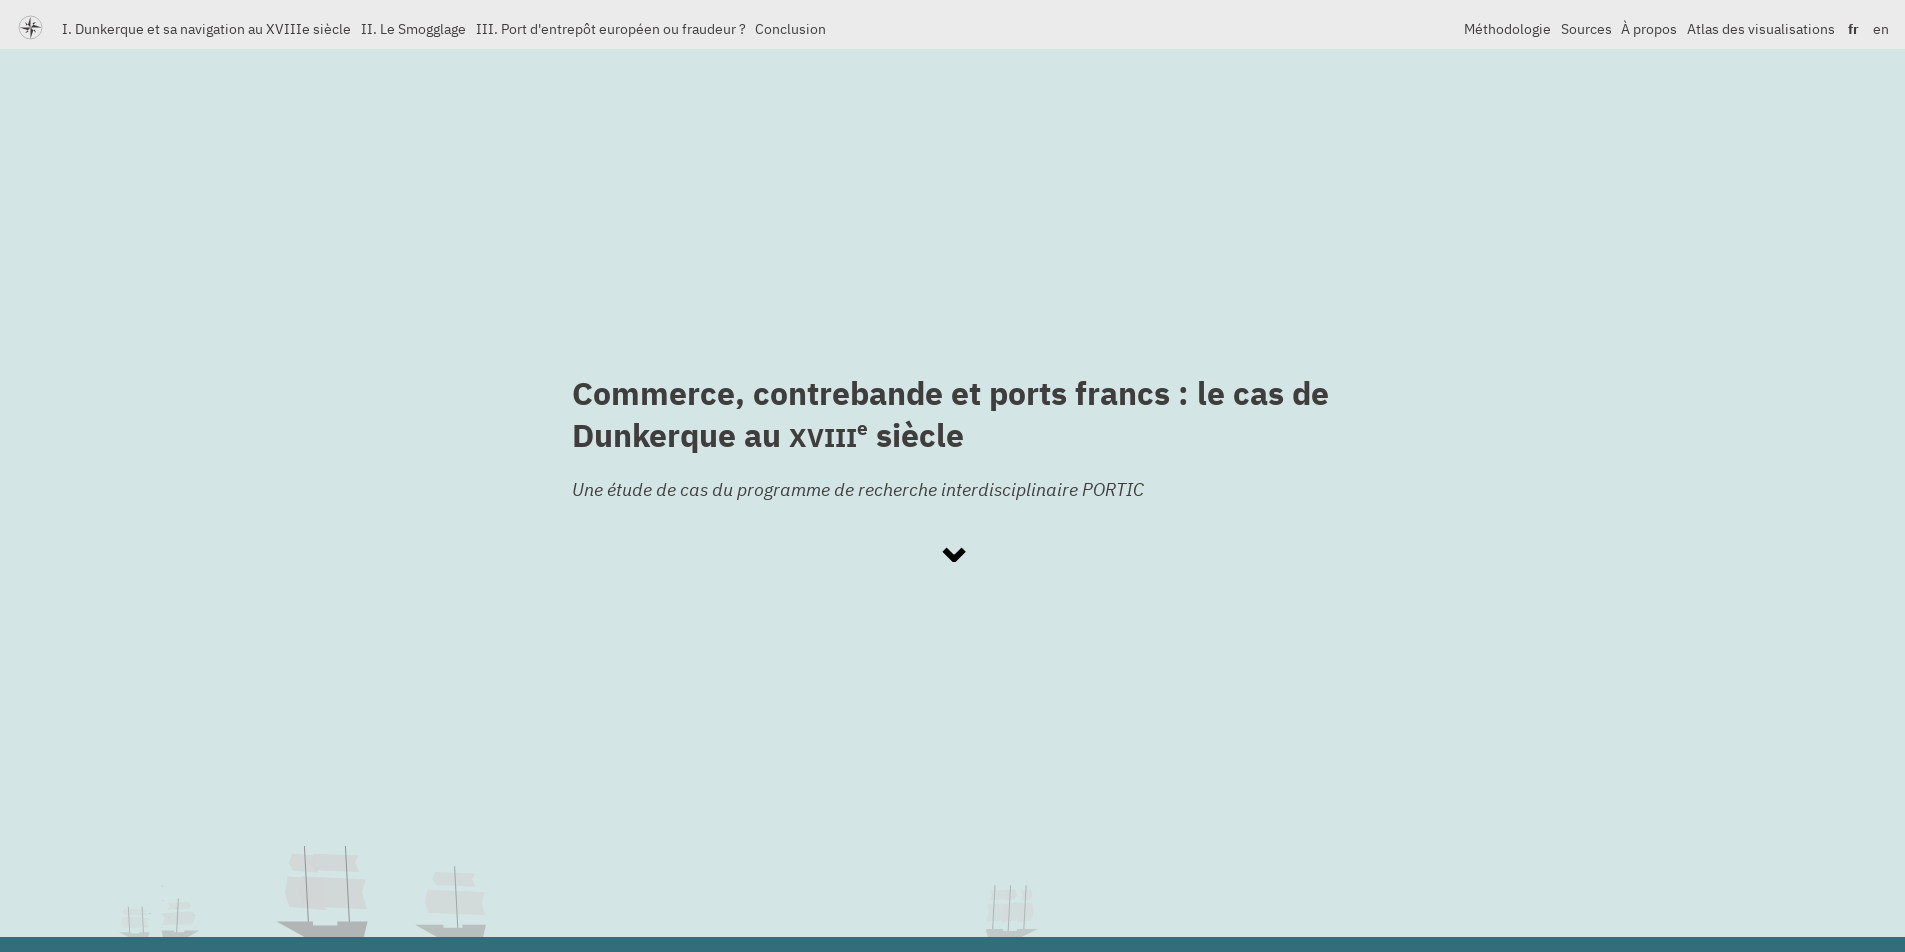 I. Dunkerque et sa navigation au XVIIIe siècle II. Le Smogglage III. Port d'entrepôt européen ou fraudeur ? Conclusion Méthodologie Sources À propos Atlas des visualisations fr en
Commerce, contrebande et ports francs : le cas de
Dunkerque au XVIIIe siècle
Une étude de cas du programme de recherche interdisciplinaire PORTIC